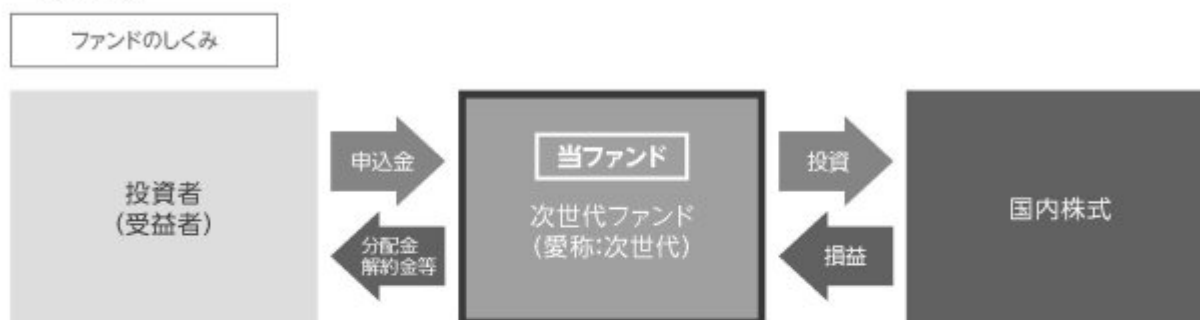 ファンドのしくみ
投資者
(受益者)
申込金
分配金
解約金等
当ファンド
次世代ファンド
(愛称:次世代)
投資
損益
国内株式